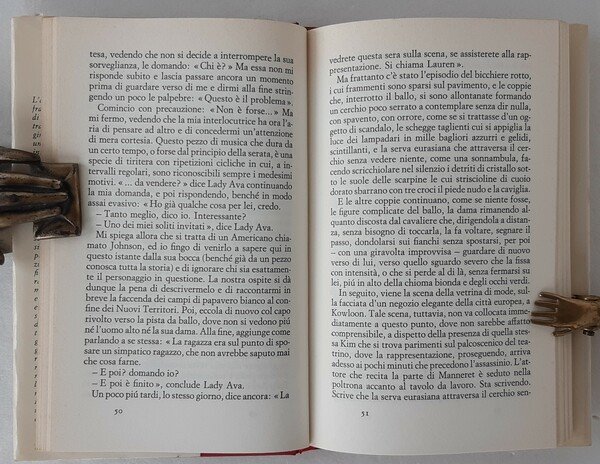 tesa, vedendo che non si decide a interrompere la sua
sorveglianza, le domando: «Chi è?» Ma essa non mi
risponde subito e lascia passare ancora un momento
prima di guardare verso di me e dirmi alla fine strin-
gendo un poco le palpebre: «Questo è il problema».
Comincio con precauzione: «Non è forse...» Ma
mi fermo, vedendo che la mia interlocutrice ha ora l'a-
ria di pensare ad altro e di concedermi un'attenzione
di mera cortesia. Questo pezzo di musica che dura da
un certo tempo, o forse dal principio della serata, è una
specie di tiritera con ripetizioni cicliche in cui, a inter-
valli regolari, sono riconoscibili sempre i medesimi
motivi. «... da vendere?» dice Lady Ava continuando
la mia domanda, e poi rispondendo, benché in modo
assai evasivo: «Ho già qualche cosa per lei, credo.
– Tanto meglio, dico io. Interessante?
– Uno dei miei soliti invitati», dice Lady Ava.
Mi spiega allora che si tratta di un Americano chia-
mato Johnson, ed io fingo di venirlo a sapere qui in
questo istante dalla sua bocca (benché già da un pezzo
conosca tutta la storia) e di ignorare chi sia esattamen-
te il personaggio in questione. La nostra ospite si dà
dunque la pena di descrivermelo e di raccontarmi in
breve la faccenda dei campi di papavero bianco al confi-
ne dei Nuovi Territori. Poi, eccola di nuovo col capo
rivolto verso la pista da ballo, dove non si vedono piú
né l'uomo alto né la sua dama. Alla fine, aggiunge come
parlando a se stessa: «La ragazza era sul punto di spo-
sare un simpatico ragazzo, che non avrebbe saputo mai
che cosa farne.
– E poi? domando io?
– E poi è finito», conclude Lady Ava.
Un poco piú tardi, lo stesso giorno, dice ancora: «La
50
vedrete questa sera sulla scena, se assisterete alla rap-
presentazione. Si chiama Lauren».
Ma frattanto c'è stato l'episodio del bicchiere rotto,
i cui frammenti sono sparsi sul pavimento, e le coppie
che, interrotto il ballo, si sono allontanate formando
un cerchio poco serrato a contemplare senza dir nulla,
con spavento, con orrore, come se si trattasse d'un og-
getto di scandalo, le schegge taglienti cui si appiglia la
luce dei lampadari in mille bagliori azzurri e gelidi,
scintillanti, e la serva eurasiana che attraversa il cer-
chio senza vedere niente, come una sonnambula, fa-
cendo scricchiolare nel silenzio i detriti di cristallo sotto
le suole delle scarpine le cui striscioline di cuoio
dorato sbarrano con tre croci il piede nudo e la caviglia.
E le altre coppie continuano, come se niente fosse,
le figure complicate del ballo, la dama rimanendo al-
quanto discosta dal cavaliere che, dirigendola a distan-
za, senza bisogno di toccarla, la fa voltare, segnare il
passo, dondolarsi sui fianchi senza spostarsi, per poi
– con una giravolta improvvisa – guardare di nuovo
verso di lui, verso quello sguardo severo che la fissa
con intensità, o che si perde al di là, senza fermarsi su
lei, piú in alto della chioma bionda e degli occhi verdi.
In seguito, viene la scena della vetrina di mode, sul-
la facciata d'un negozio elegante della città europea, a
Kowloon. Tale scena, tuttavia, non va collocata imme-
diatamente a questo punto, dove non sarebbe affatto
comprensibile, a dispetto della presenza di quella stes-
sa Kim che si trova parimenti sul palcoscenico del tea-
trino, dove la rappresentazione, proseguendo, arriva
adesso ai pochi minuti che precedono l'assassinio. L'at-
tore che recita la parte di Manneret è seduto nella
poltrona accanto al tavolo da lavoro. Sta scrivendo.
Scrive che la serva eurasiana attraversa il cerchio sen-
51